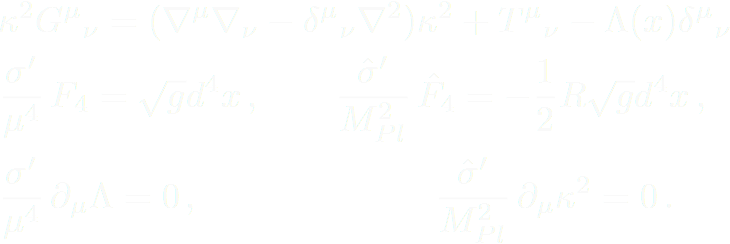 κ²G^μ_ν = (∇^μ∇_ν − δ^μ_ν∇²)κ² + T^μ_ν − Λ(x)δ^μ_ν
σ′/μ⁴ F₄ = √g d⁴x , σ̂′/M²_Pl F̂₄ = −1/2 R√g d⁴x ,
σ′/μ⁴ ∂_μΛ = 0 , σ̂′/M²_Pl ∂_μκ² = 0 .